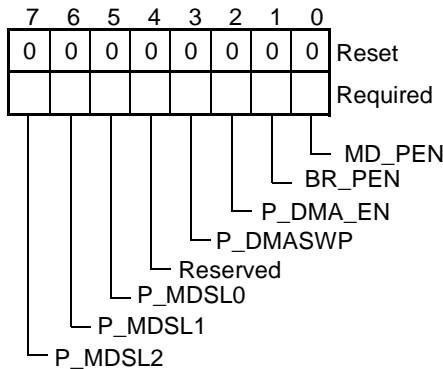 7 6 5 4 3 2 1 0
0 0 0 0 0 0 0 0 Reset
Required
MD_PEN
BR_PEN
P_DMA_EN
P_DMASWP
Reserved
P_MDSL0
P_MDSL1
P_MDSL2